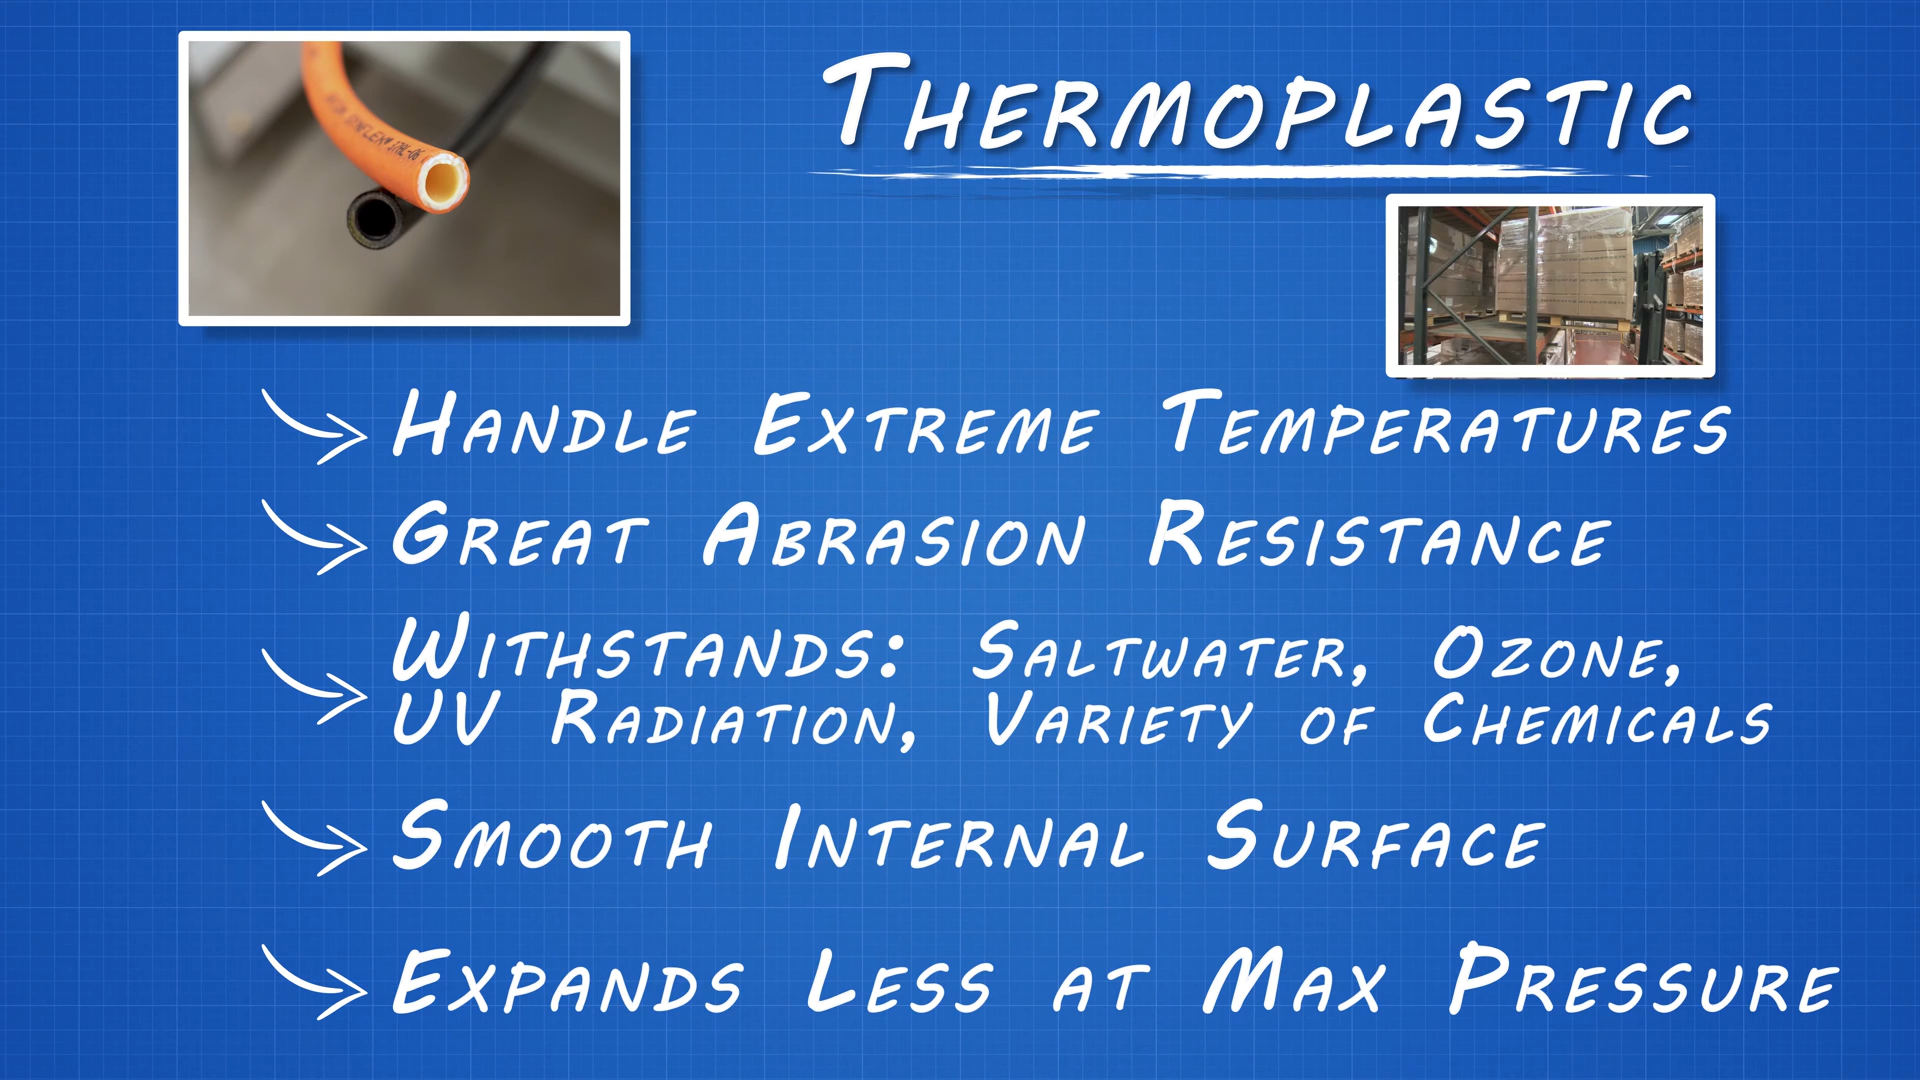 Thermoplastic
Handle Extreme Temperatures
Great Abrasion Resistance
Withstands: Saltwater, Ozone,
UV Radiation, Variety of Chemicals
Smooth Internal Surface
Expands Less at Max Pressure